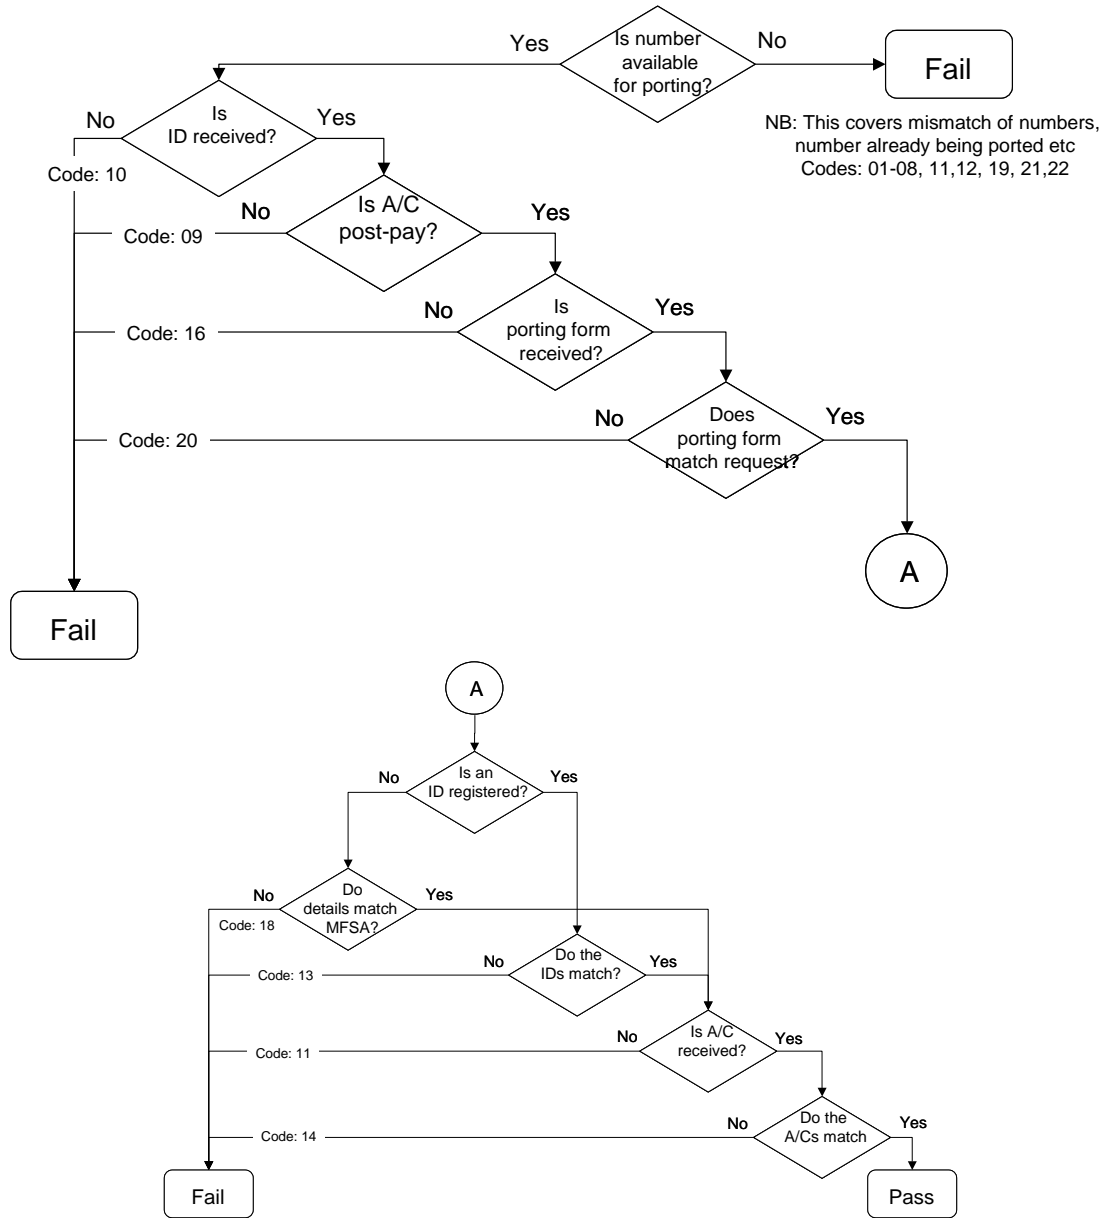 Is number
available
for porting?
Yes
No
Fail
NB: This covers mismatch of numbers,
number already being ported etc
Codes: 01-08, 11,12, 19, 21,22
Is
ID received?
No
Yes
Code: 10
Is A/C
post-pay?
No
Yes
Code: 09
Is
porting form
received?
No
Yes
Code: 16
Does
porting form
match request?
No
Yes
Code: 20
A
Fail
A
Is an
ID registered?
No
Yes
Do
details match
MFSA?
No
Yes
Code: 18
Do the
IDs match?
No
Yes
Code: 13
Is A/C
received?
No
Yes
Code: 11
Do the
A/Cs match
No
Yes
Code: 14
Fail
Pass